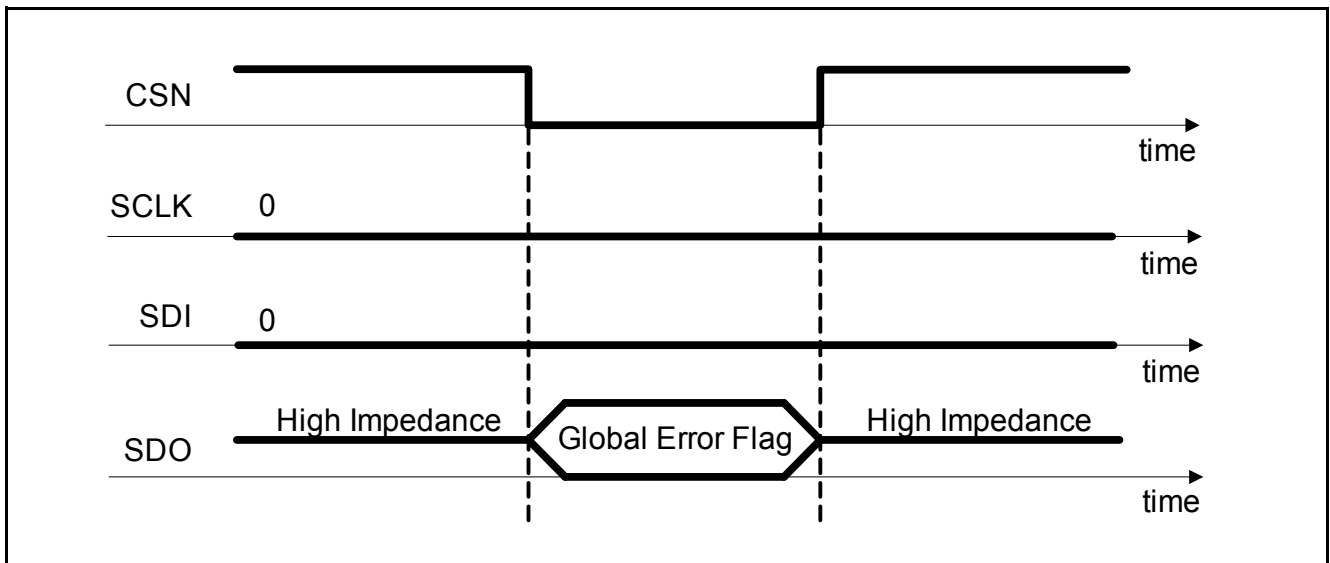 CSN
time
SCLK 0
time
SDI 0
time
High Impedance Global Error Flag High Impedance
SDO
time